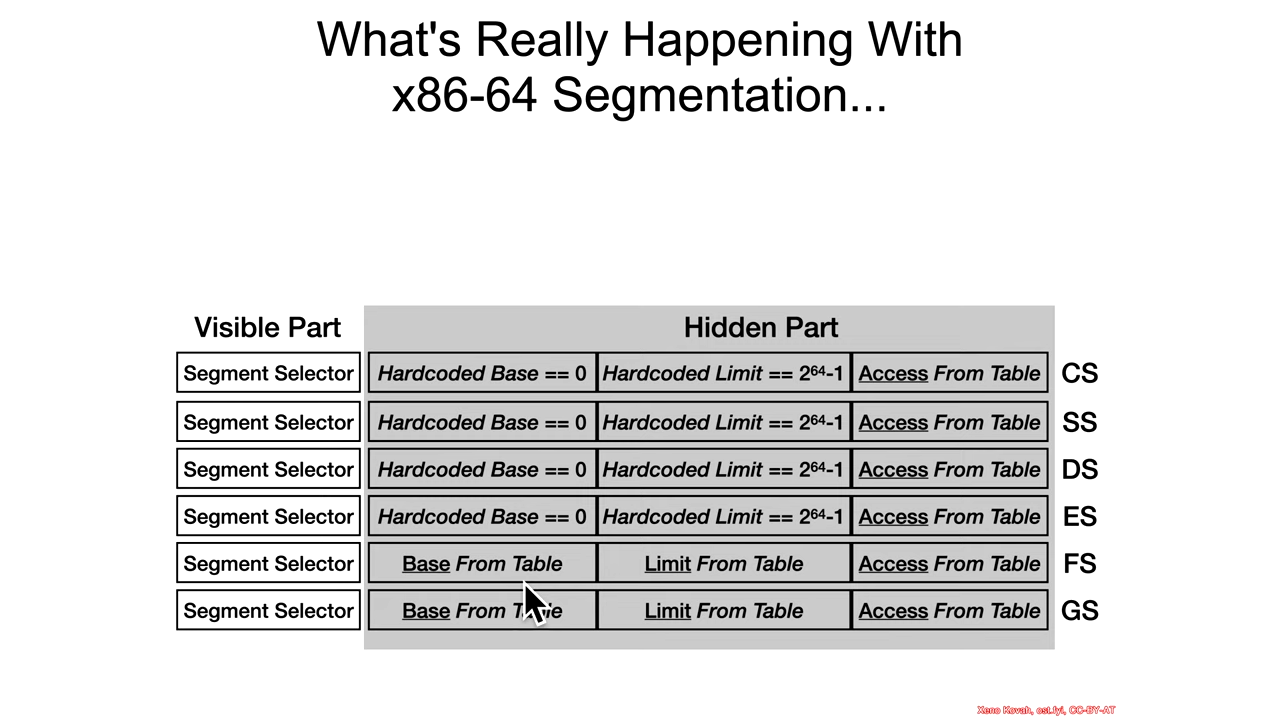 What's Really Happening With
x86-64 Segmentation...
Visible Part Hidden Part
Segment Selector Hardcoded Base == 0 Hardcoded Limit == 2⁶⁴-1 Access From Table CS
Segment Selector Hardcoded Base == 0 Hardcoded Limit == 2⁶⁴-1 Access From Table SS
Segment Selector Hardcoded Base == 0 Hardcoded Limit == 2⁶⁴-1 Access From Table DS
Segment Selector Hardcoded Base == 0 Hardcoded Limit == 2⁶⁴-1 Access From Table ES
Segment Selector Base From Table Limit From Table Access From Table FS
Segment Selector Base From Table Limit From Table Access From Table GS
Xeno Kovah, ost.fyi, CC-BY-AT